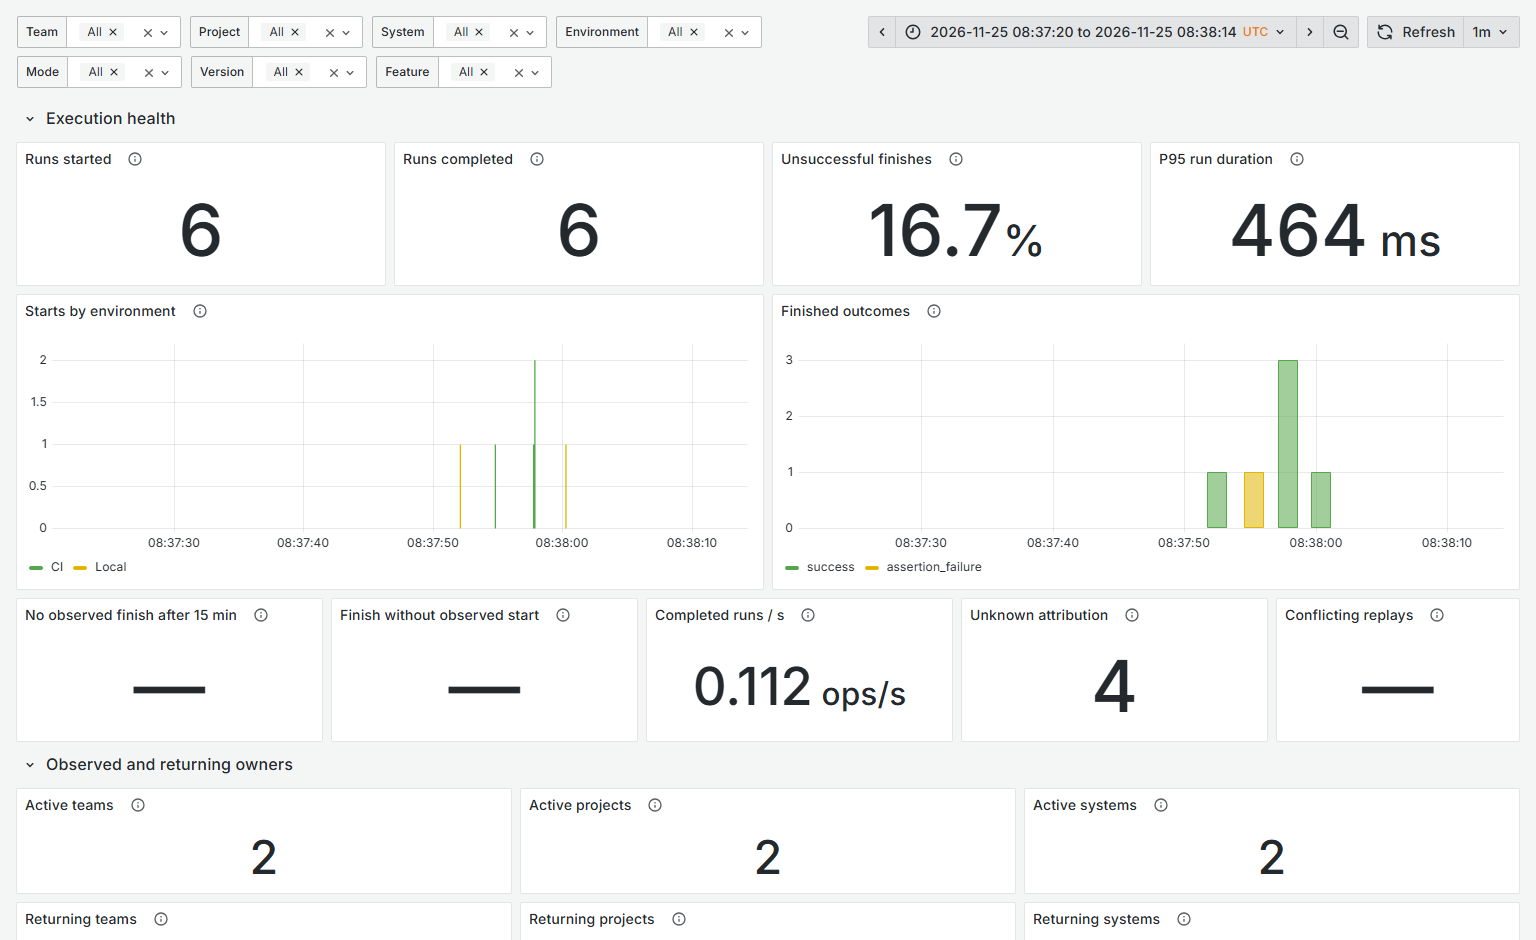 Team All Project All System All Environment All
2026-11-25 08:37:20 to 2026-11-25 08:38:14 UTC Refresh 1m
Mode All Version All Feature All
Execution health
Runs started
6
Runs completed
6
Unsuccessful finishes
16.7%
P95 run duration
464 ms
Starts by environment
2
1.5
1
0.5
0
08:37:30 08:37:40 08:37:50 08:38:00 08:38:10
CI Local
Finished outcomes
3
2
1
0
08:37:30 08:37:40 08:37:50 08:38:00 08:38:10
success assertion_failure
No observed finish after 15 min
—
Finish without observed start
—
Completed runs / s
0.112 ops/s
Unknown attribution
4
Conflicting replays
—
Observed and returning owners
Active teams
2
Active projects
2
Active systems
2
Returning teams
Returning projects
Returning systems